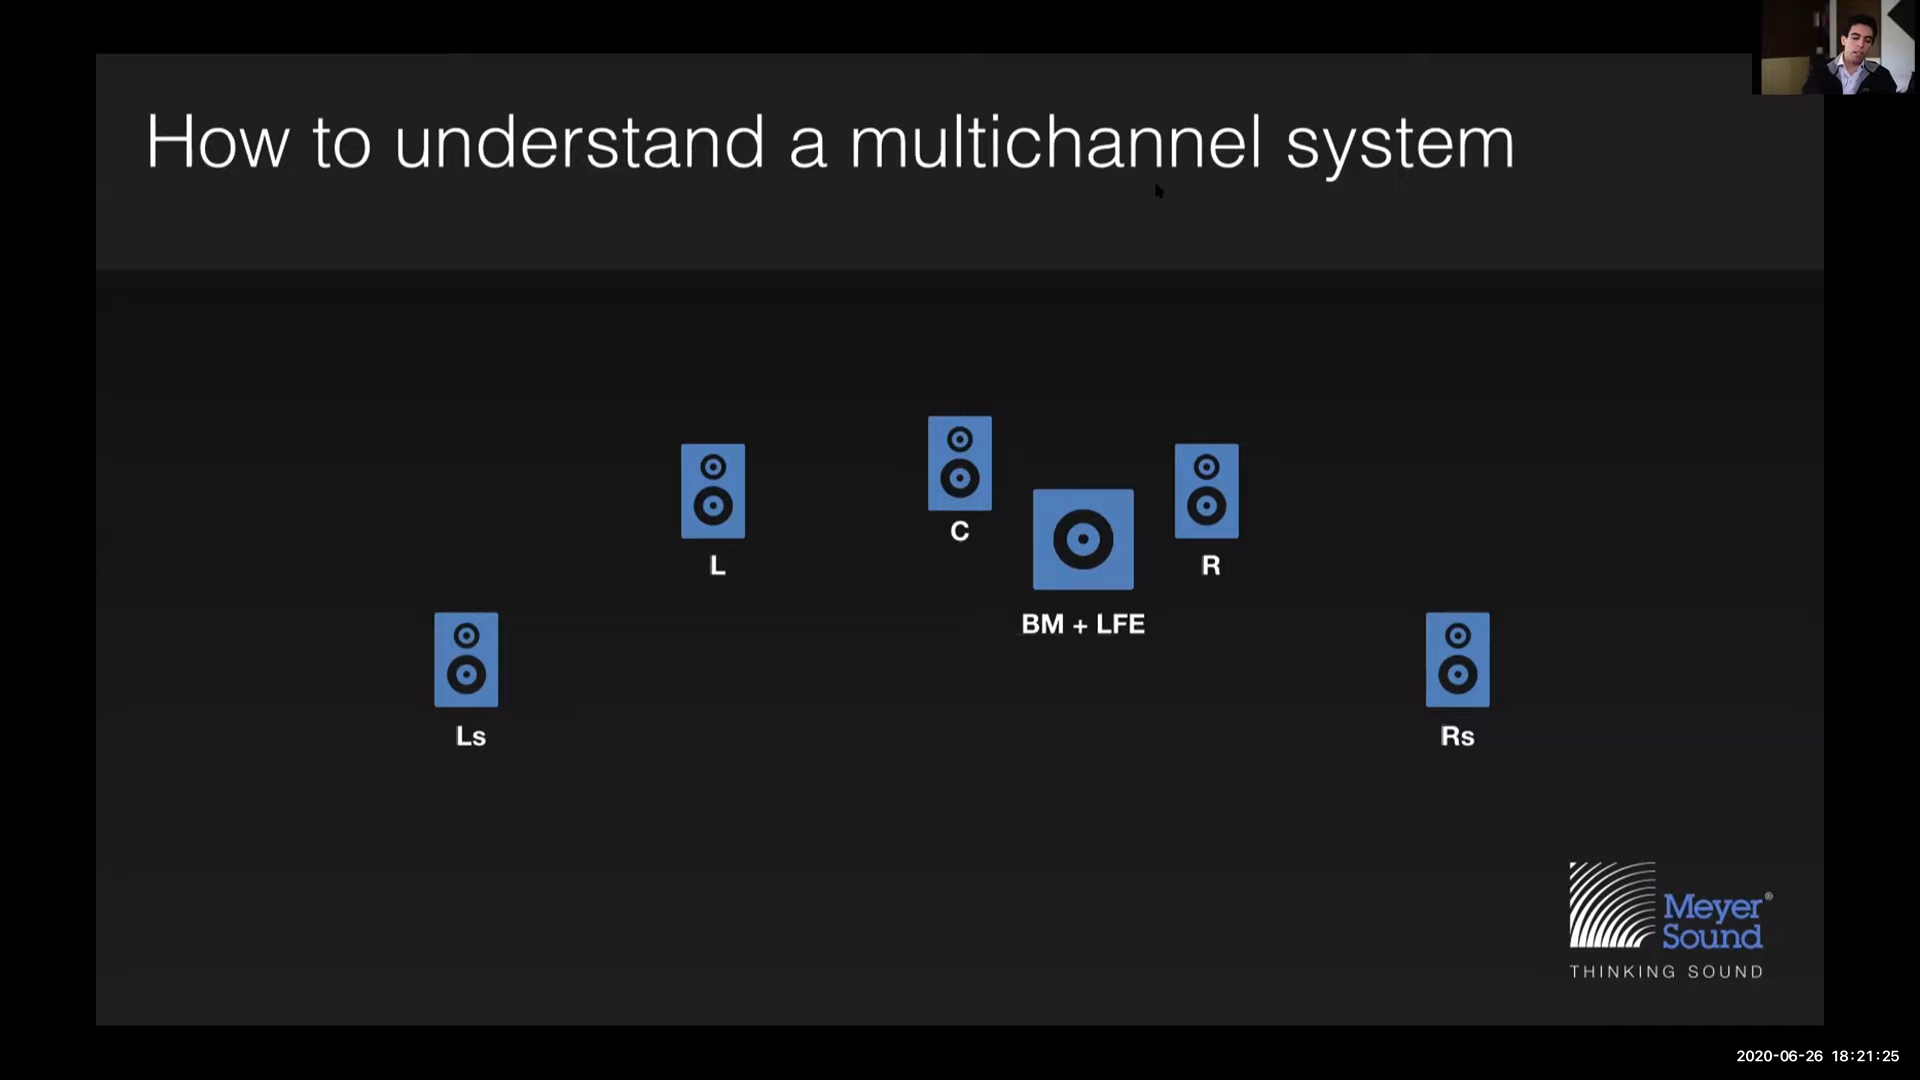 How to understand a multichannel system
C
L
R
BM + LFE
Ls
Rs
Meyer®
Sound
THINKING SOUND
2020-06-26 18:21:25